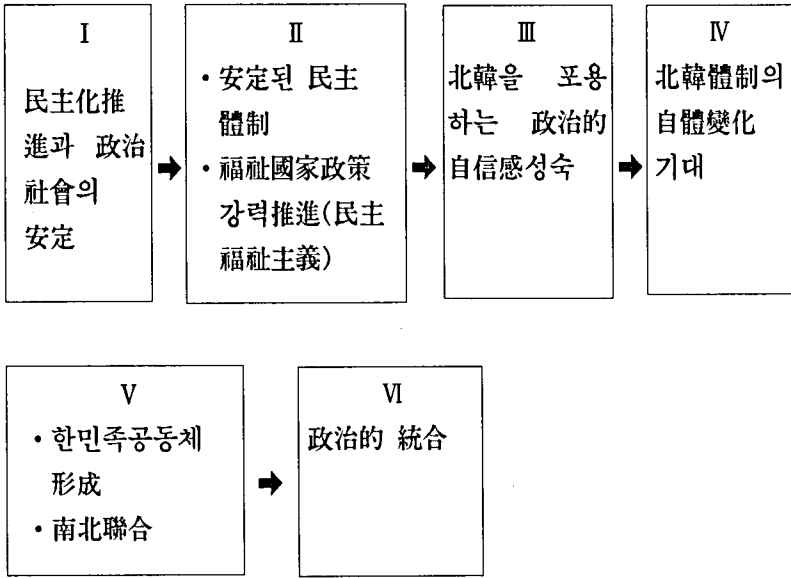 Ⅰ
民主化推
進과 政治
社會의
安定
Ⅱ
・安定된 民主
體制
・福祉國家政策
강력推進(民主
福祉主義)
Ⅲ
北韓을 포용
하는 政治的
自信感성숙
Ⅳ
北韓體制의
自體變化
기대
Ⅴ
・한민족공동체
形成
・南北聯合
Ⅵ
政治的 統合